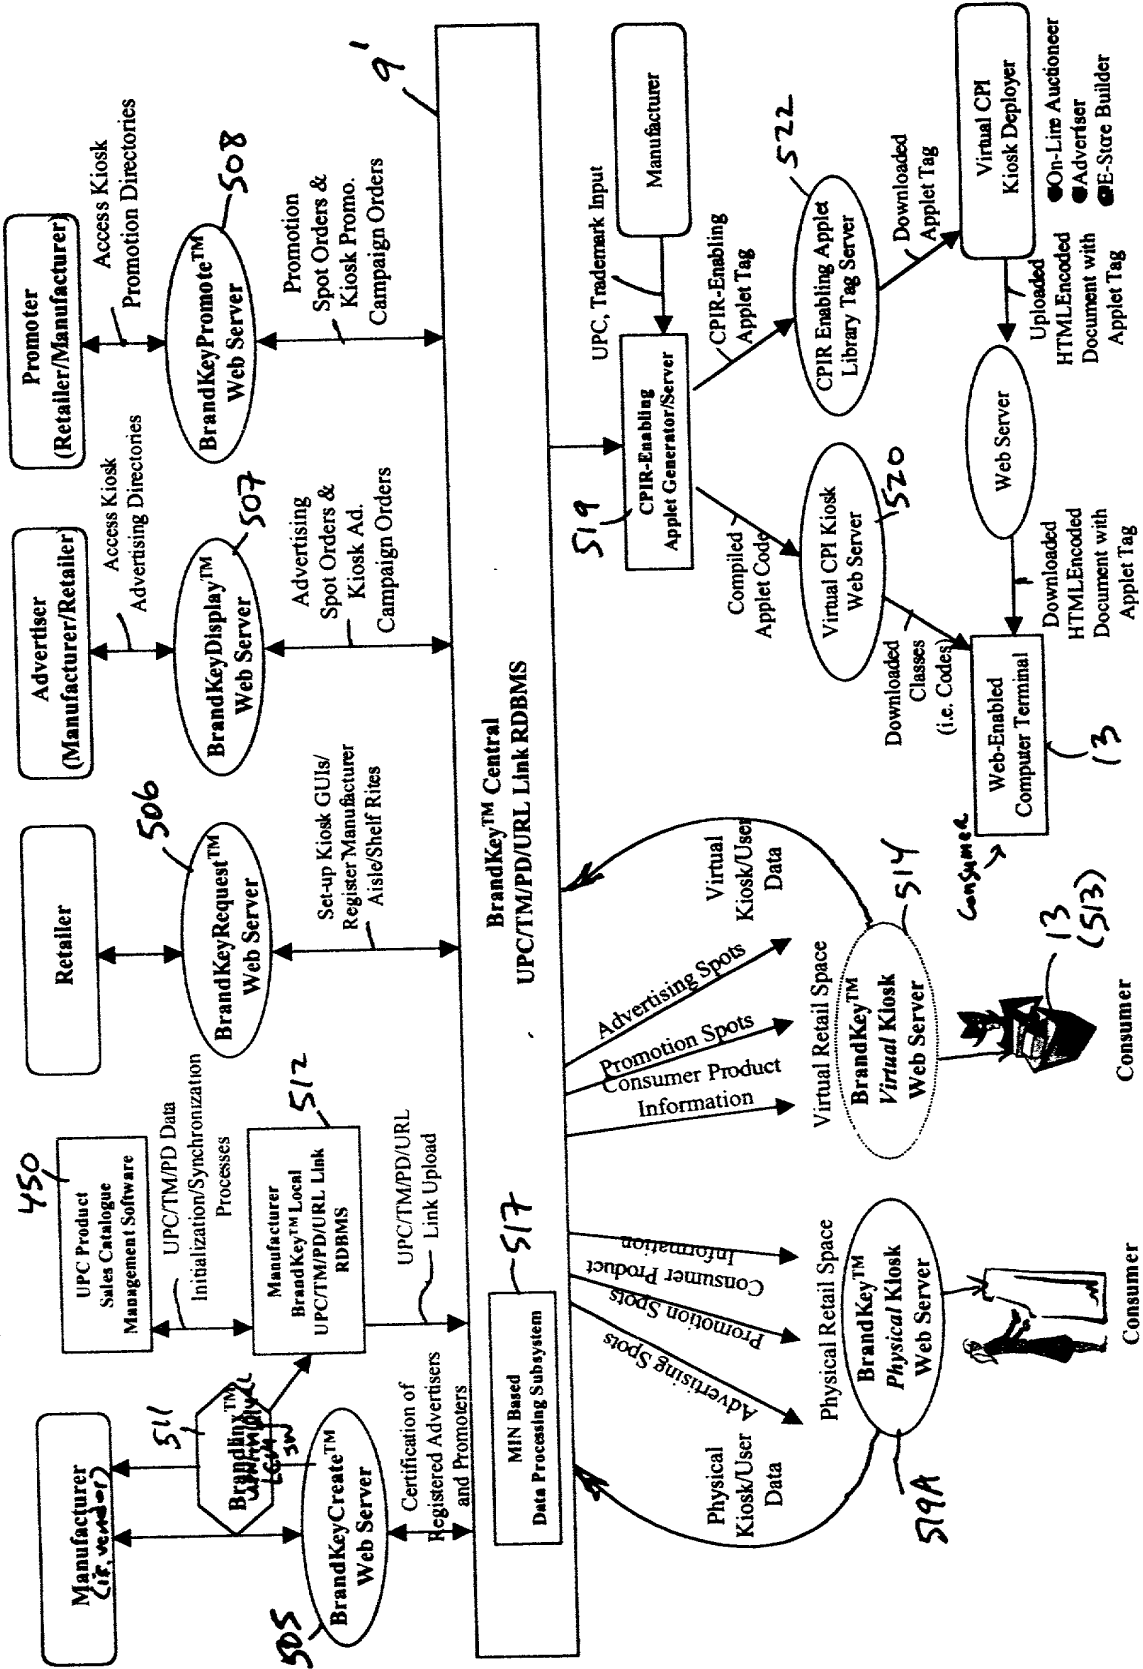 Manufacturer
(ie, vendor)
511
Brandlinx™
505
BrandKeyCreate™
Web Server
Certification of
Registered Advertisers
and Promoters
450
UPC Product
Sales Catalogue
Management Software
UPC/TM/PD Data
Initialization/Synchronization
Processes
512
Manufacturer
BrandKey™ Local
UPC/TM/PD/URL Link
RDBMS
UPC/TM/PD/URL
Link Upload
Retailer
506
BrandKeyRequest™
Web Server
Set-up Kiosk GUIs/
Register Manufacturer
Aisle/Shelf Rites
Advertiser
(Manufacturer/Retailer)
Access Kiosk
Advertising Directories
507
BrandKeyDisplay™
Web Server
Advertising
Spot Orders &
Kiosk Ad.
Campaign Orders
Promoter
(Retailer/Manufacturer)
Access Kiosk
Promotion Directories
508
BrandKeyPromote™
Web Server
Promotion
Spot Orders &
Kiosk Promo.
Campaign Orders
9'
BrandKey™ Central
UPC/TM/PD/URL Link RDBMS
517
MIN Based
Data Processing Subsystem
Physical
Kiosk/User
Data
Advertising Spots
Promotion Spots
Consumer Product
Information
Physical Retail Space
BrandKey™
Physical Kiosk
Web Server
519A
Consumer
Advertising Spots
Promotion Spots
Consumer Product
Information
Virtual
Kiosk/User
Data
Virtual Retail Space
BrandKey™
Virtual Kiosk
Web Server
514
13
(513)
Consumer
519
CPIR-Enabling
Applet Generator/Server
UPC, Trademark Input
Manufacturer
Compiled
Applet Code
CPIR-Enabling
Applet Tag
Virtual CPI Kiosk
Web Server
520
CPIR Enabling Applet
Library Tag Server
522
Downloaded
Classes
(i.e. Codes)
Downloaded
Applet Tag
Consumer
Web-Enabled
Computer Terminal
13
Downloaded
HTLMEncoded
Document with
Applet Tag
Web Server
Uploaded
HTMLEncoded
Document with
Applet Tag
Virtual CPI
Kiosk Deployer
●On-Line Auctioneer
●Advertiser
●E-Store Builder